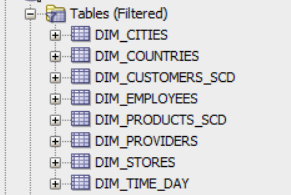 Tables (Filtered)
DIM_CITIES
DIM_COUNTRIES
DIM_CUSTOMERS_SCD
DIM_EMPLOYEES
DIM_PRODUCTS_SCD
DIM_PROVIDERS
DIM_STORES
DIM_TIME_DAY